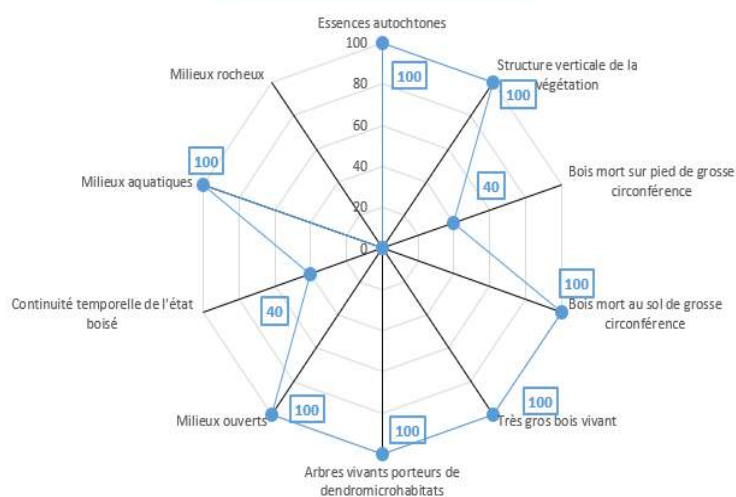 Essences autochtones
100
100
Structure verticale de la
végétation
100
Milieux rocheux
80
60
40
20
0
Bois mort sur pied de grosse
circonférence
40
Milieux aquatiques
100
Bois mort au sol de grosse
circonférence
100
Continuité temporelle de l'état
boisé
40
Milieux ouverts
100
Très gros bois vivant
100
Arbres vivants porteurs de
dendromicrohabitats
100